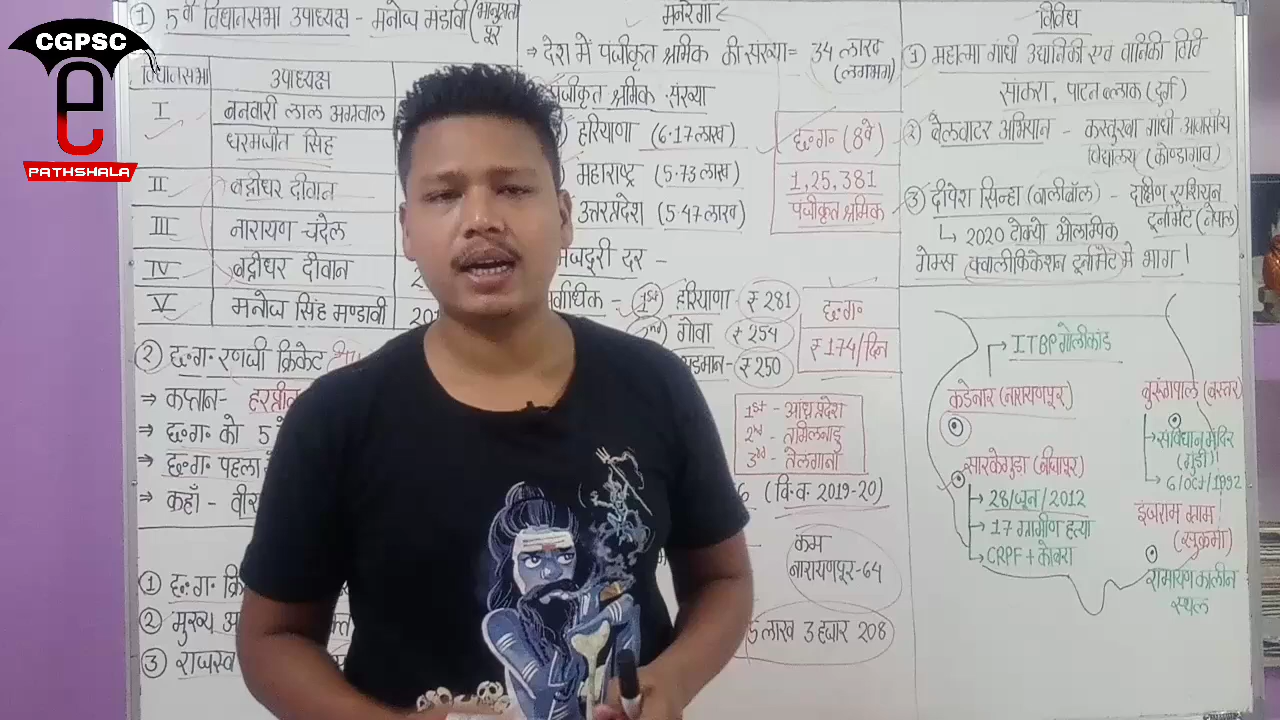 CGPSC
e
PATHSHALA
① 5वीं विधानसभा उपाध्यक्ष - मनोज मंडावी (भानुप्रतापपुर
विधानसभा उपाध्यक्ष
I बनवारी लाल अग्रवाल
धरमजीत सिंह
II बद्रीधर दीवान
III नारायण चंदेल
IV बद्रीधर दीवान
V मनोज सिंह मण्डावी
② छ.ग. रणजी क्रिकेट
⇒ कप्तान-
⇒ छ.ग. को 5
⇒ छ.ग. पहला
⇒ कहाँ -
① छ.ग.
② मुख्य
③ राजस्व
मनरेगा
⇒ देश में पंजीकृत श्रमिक की संख्या = 34 लाख
(लगभग)
पंजीकृत श्रमिक संख्या
हरियाणा (6.17 लाख)
महाराष्ट्र (5.73 लाख)
उत्तरप्रदेश (5.47 लाख)
छ.ग. (8वें)
1,25,381
पंजीकृत श्रमिक
मजदूरी दर -
सर्वाधिक - 1st हरियाणा ₹ 281
2nd गोवा ₹ 254
₹ 250
छ.ग.
₹ 174/दिन
1st - आंध्रप्रदेश
2nd - तमिलनाडु
3rd - तेलंगाना
6 (वि.व. 2019-20)
कम
नारायणपुर-64
5 लाख 3 हजार 208
विविध
① महात्मा गांधी उद्यानिकी एवं वानिकी विवि
सांकरा, पाटन ब्लाक (दुर्ग)
② बेलवाटर अभियान - कस्तुरबा गांधी आवासीय
विद्यालय (कोण्डागांव)
③ दीपेश सिन्हा (वालीबॉल) - दक्षिण एशियन
टूर्नामेंट (नेपाल)
↳ 2020 टोक्यो ओलम्पिक
गेम्स क्वालीफिकेशन टूर्नामेंट में भाग।
→ ITBP गोलीकांड
कडेनार (नारायणपुर)
बुरुंगपाल (बस्तर)
→ संविधान मंदिर
(गुडी)
→ 6/Oct/1992
सारकेगुड़ा (बीजापुर)
→ 28/जून/2012
→ 17 ग्रामीण हत्या
→ CRPF + कोबरा
इंजराम ग्राम
(सुकमा)
रामायण कालीन
स्थल